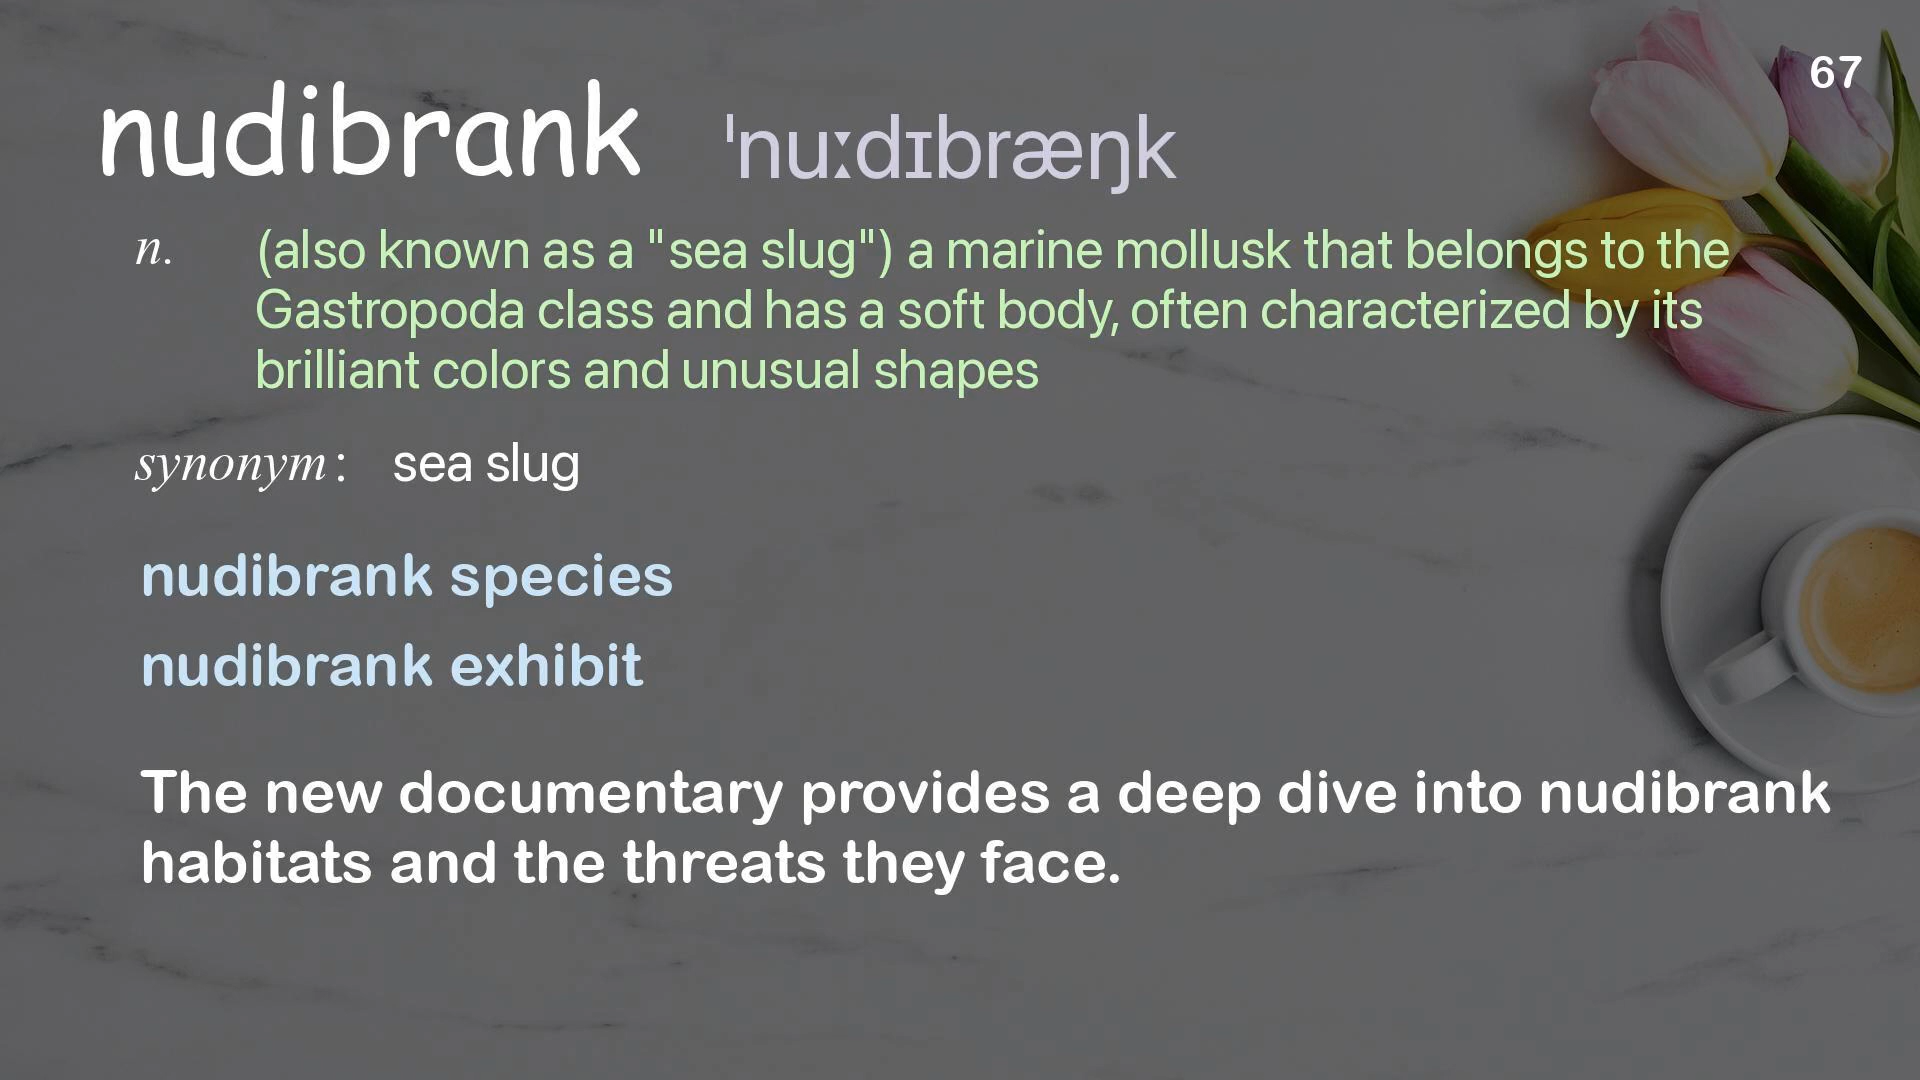 67
nudibrank ˈnuːdɪbræŋk
n. (also known as a "sea slug") a marine mollusk that belongs to the
Gastropoda class and has a soft body, often characterized by its
brilliant colors and unusual shapes
synonym: sea slug
nudibrank species
nudibrank exhibit
The new documentary provides a deep dive into nudibrank
habitats and the threats they face.